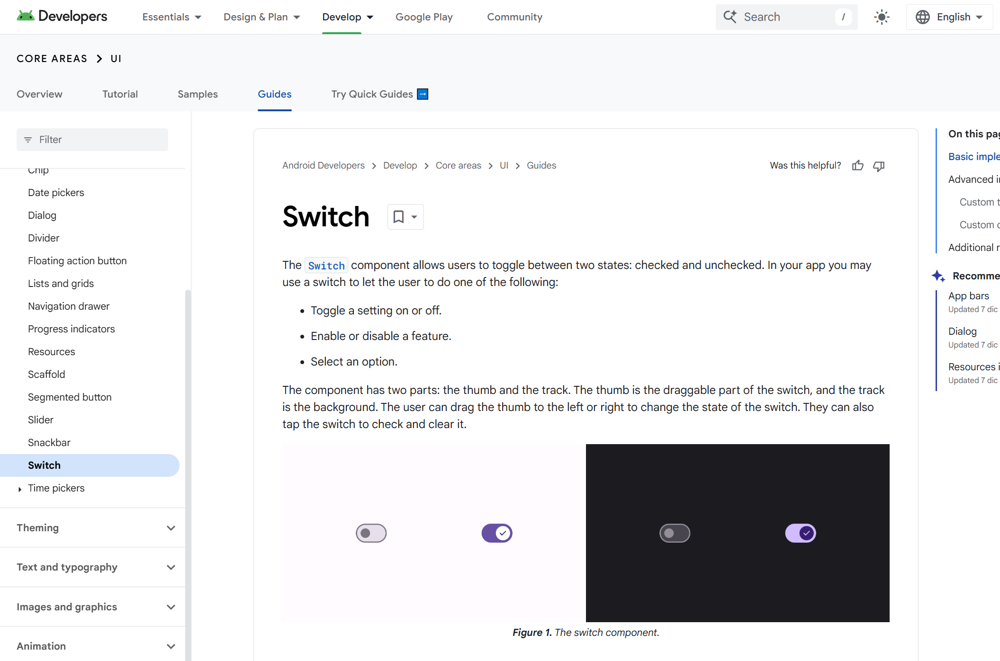 Developers
Essentials
Design & Plan
Develop
Google Play
Community
Search
/
English
CORE AREAS
UI
Overview
Tutorial
Samples
Guides
Try Quick Guides
Filter
Chip
Date pickers
Dialog
Divider
Floating action button
Lists and grids
Navigation drawer
Progress indicators
Resources
Scaffold
Segmented button
Slider
Snackbar
Switch
Time pickers
Theming
Text and typography
Images and graphics
Animation
Android Developers
Develop
Core areas
UI
Guides
Was this helpful?
Switch
The Switch component allows users to toggle between two states: checked and unchecked. In your app you may
use a switch to let the user to do one of the following:
Toggle a setting on or off.
Enable or disable a feature.
Select an option.
The component has two parts: the thumb and the track. The thumb is the draggable part of the switch, and the track
is the background. The user can drag the thumb to the left or right to change the state of the switch. They can also
tap the switch to check and clear it.
Figure 1. The switch component.
On this pag
Basic imple
Advanced i
Custom t
Custom
Additional r
Recomme
App bars
Updated 7 dic
Dialog
Updated 7 dic
Resources i
Updated 7 dic